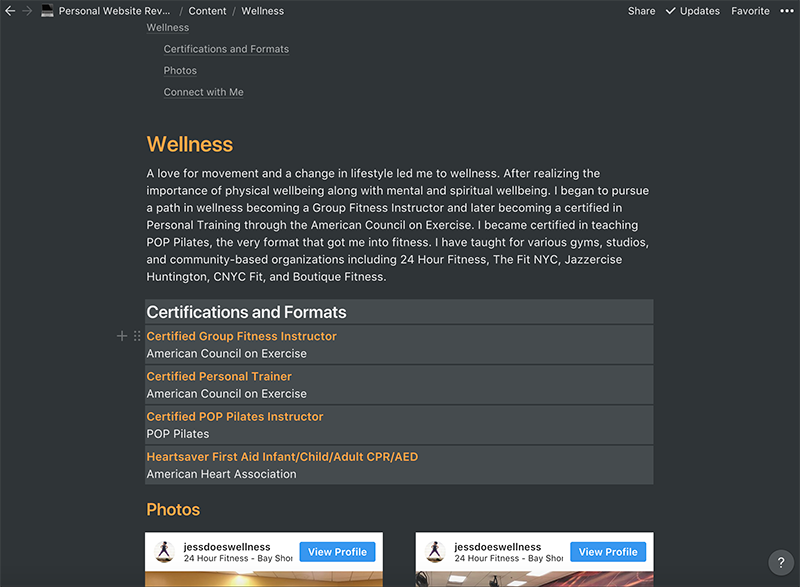 Personal Website Rev... / Content / Wellness
Share Updates Favorite
Wellness
Certifications and Formats
Photos
Connect with Me
Wellness
A love for movement and a change in lifestyle led me to wellness. After realizing the
importance of physical wellbeing along with mental and spiritual wellbeing. I began to pursue
a path in wellness becoming a Group Fitness Instructor and later becoming a certified in
Personal Training through the American Council on Exercise. I became certified in teaching
POP Pilates, the very format that got me into fitness. I have taught for various gyms, studios,
and community-based organizations including 24 Hour Fitness, The Fit NYC, Jazzercise
Huntington, CNYC Fit, and Boutique Fitness.
Certifications and Formats
Certified Group Fitness Instructor
American Council on Exercise
Certified Personal Trainer
American Council on Exercise
Certified POP Pilates Instructor
POP Pilates
Heartsaver First Aid Infant/Child/Adult CPR/AED
American Heart Association
Photos
jessdoeswellness
24 Hour Fitness - Bay Shor
View Profile
jessdoeswellness
24 Hour Fitness - Bay Shor
View Profile
?